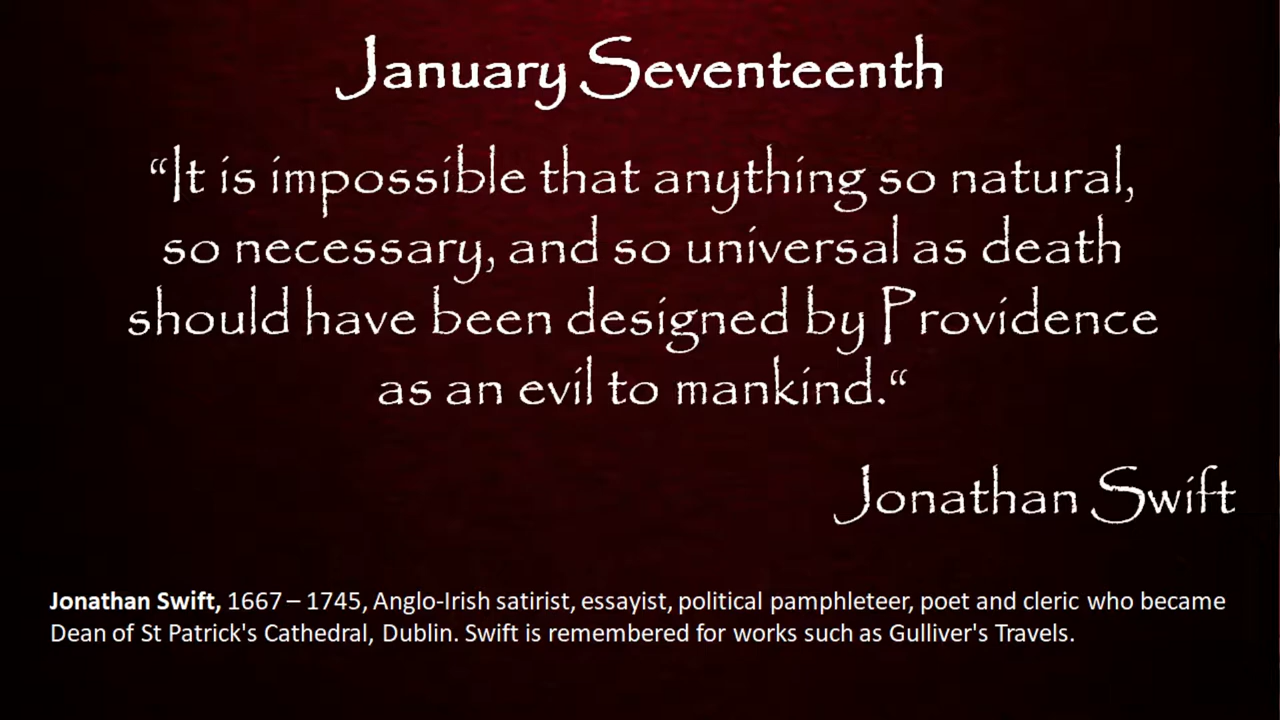 January Seventeenth
“It is impossible that anything so natural,
so necessary, and so universal as death
should have been designed by Providence
as an evil to mankind.“
Jonathan Swift
Jonathan Swift, 1667 – 1745, Anglo-Irish satirist, essayist, political pamphleteer, poet and cleric who became
Dean of St Patrick's Cathedral, Dublin. Swift is remembered for works such as Gulliver's Travels.